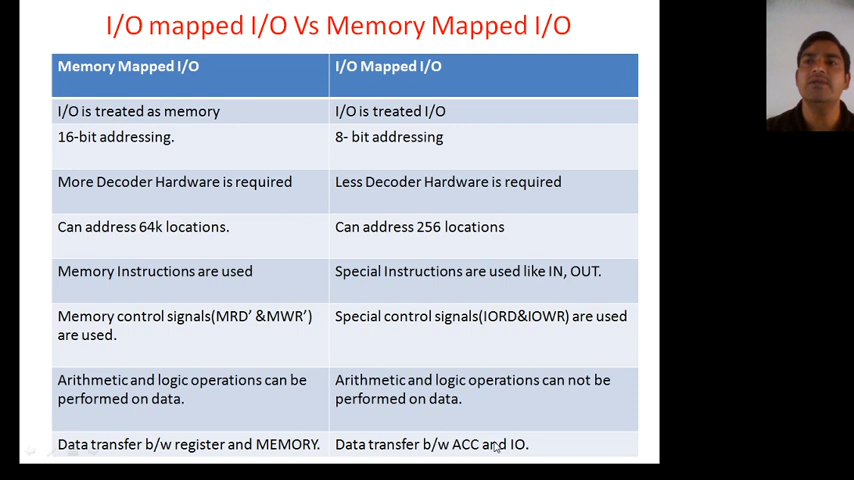 I/O mapped I/O Vs Memory Mapped I/O
Memory Mapped I/O
I/O Mapped I/O
I/O is treated as memory
I/O is treated I/O
16-bit addressing.
8- bit addressing
More Decoder Hardware is required
Less Decoder Hardware is required
Can address 64k locations.
Can address 256 locations
Memory Instructions are used
Special Instructions are used like IN, OUT.
Memory control signals(MRD’ &MWR’)
are used.
Special control signals(IORD&IOWR) are used
Arithmetic and logic operations can be
performed on data.
Arithmetic and logic operations can not be
performed on data.
Data transfer b/w register and MEMORY.
Data transfer b/w ACC and IO.